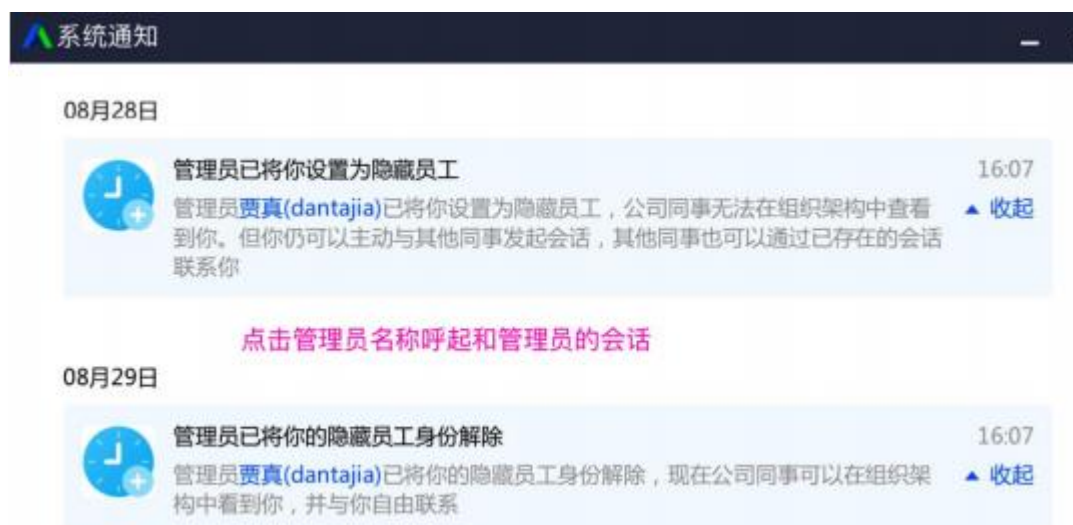 系统通知
08月28日
管理员已将你设置为隐藏员工 16:07
管理员贾真(dantajia)已将你设置为隐藏员工，公司同事无法在组织架构中查看 ▲ 收起
到你。但你仍可以主动与其他同事发起会话，其他同事也可以通过已存在的会话
联系你
点击管理员名称呼起和管理员的会话
08月29日
管理员已将你的隐藏员工身份解除 16:07
管理员贾真(dantajia)已将你的隐藏员工身份解除，现在公司同事可以在组织架 ▲ 收起
构中看到你，并与你自由联系